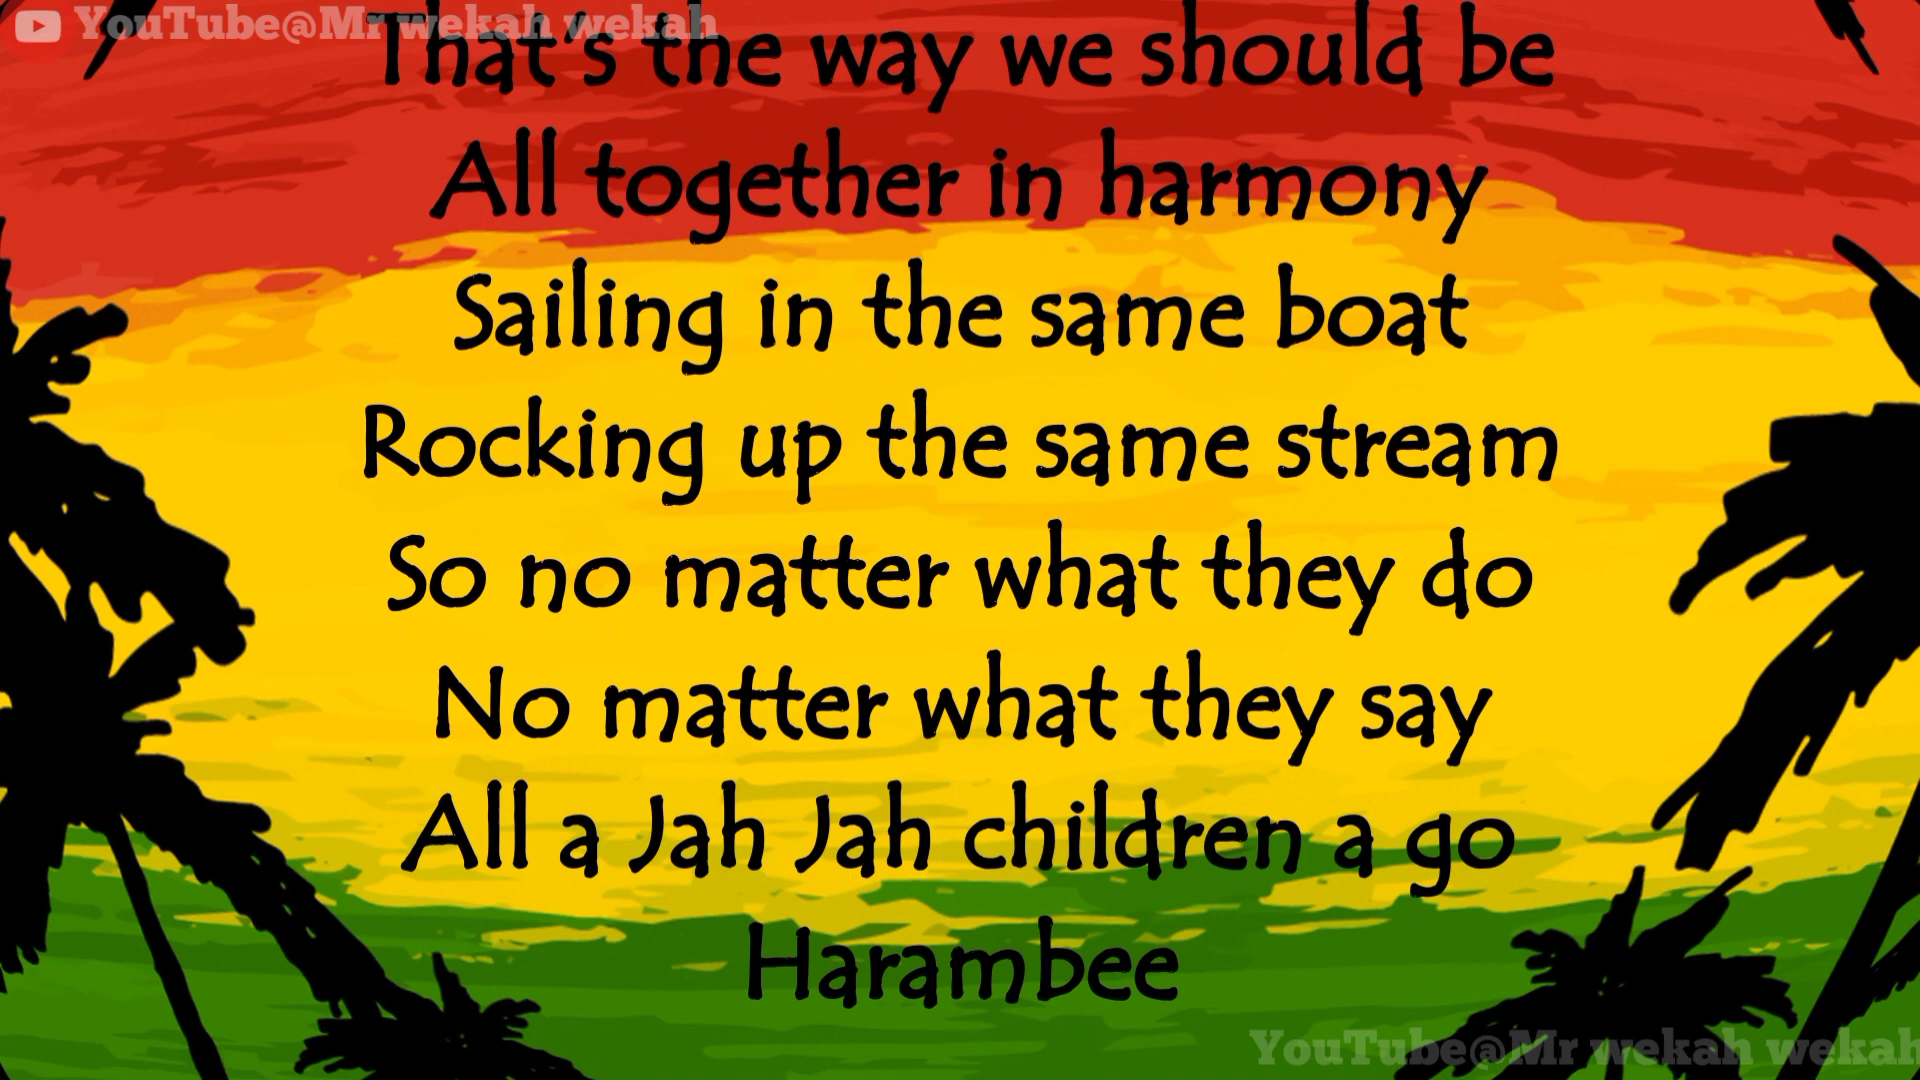 YouTube@Mr wekah wekah
That's the way we should be
All together in harmony
Sailing in the same boat
Rocking up the same stream
So no matter what they do
No matter what they say
All a Jah Jah children a go
Harambee
YouTube@Mr wekah wekah